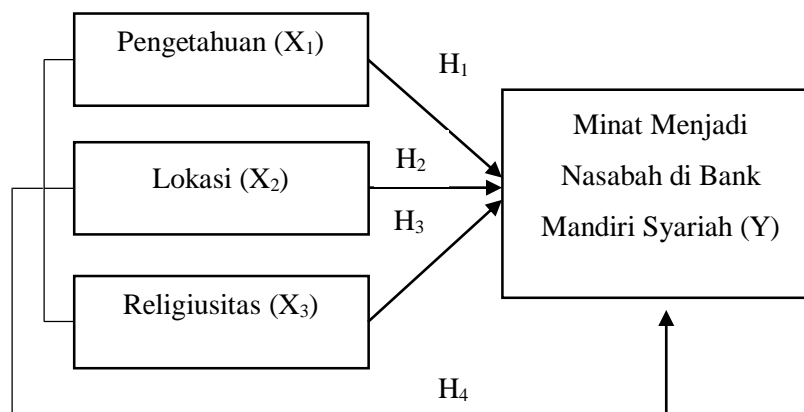 Pengetahuan (X₁)
H₁
Minat Menjadi
Nasabah di Bank
Mandiri Syariah (Y)
Lokasi (X₂)
H₂
H₃
Religiusitas (X₃)
H₄